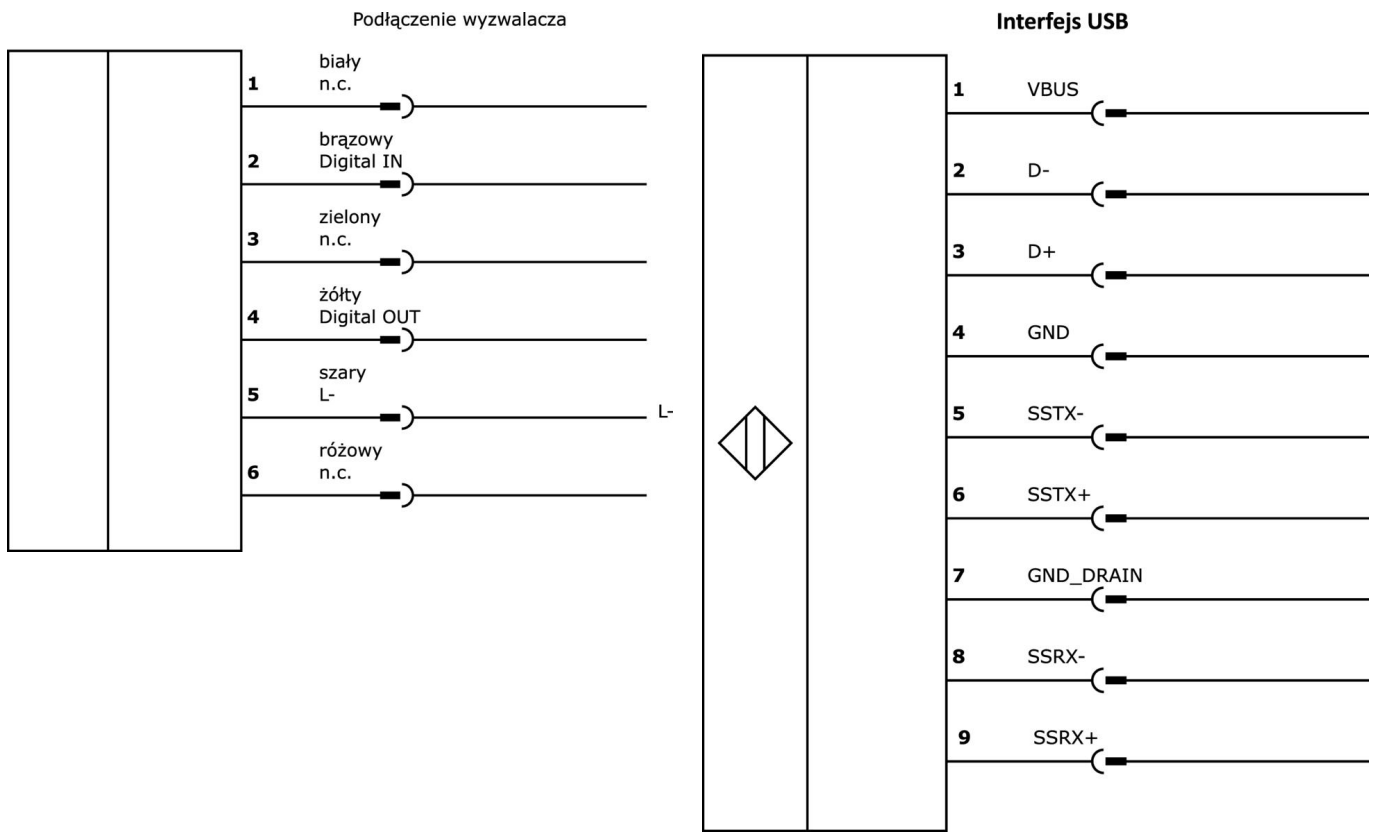 Podłączenie wyzwalacza
biały
1 n.c.
brązowy
2 Digital IN
zielony
3 n.c.
żółty
4 Digital OUT
szary
5 L-
L-
różowy
6 n.c.
Interfejs USB
1 VBUS
2 D-
3 D+
4 GND
5 SSTX-
6 SSTX+
7 GND_DRAIN
8 SSRX-
9 SSRX+